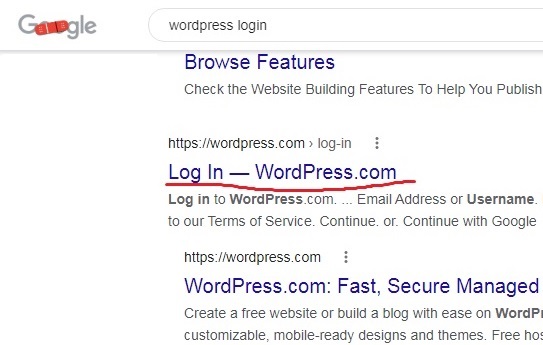 Google
wordpress login
Browse Features
Check the Website Building Features To Help You Publish
https://wordpress.com › log-in
Log In — WordPress.com
Log in to WordPress.com. ... Email Address or Username.
to our Terms of Service. Continue. or. Continue with Google
https://wordpress.com
WordPress.com: Fast, Secure Managed
Create a free website or build a blog with ease on WordPr
customizable, mobile-ready designs and themes. Free hos